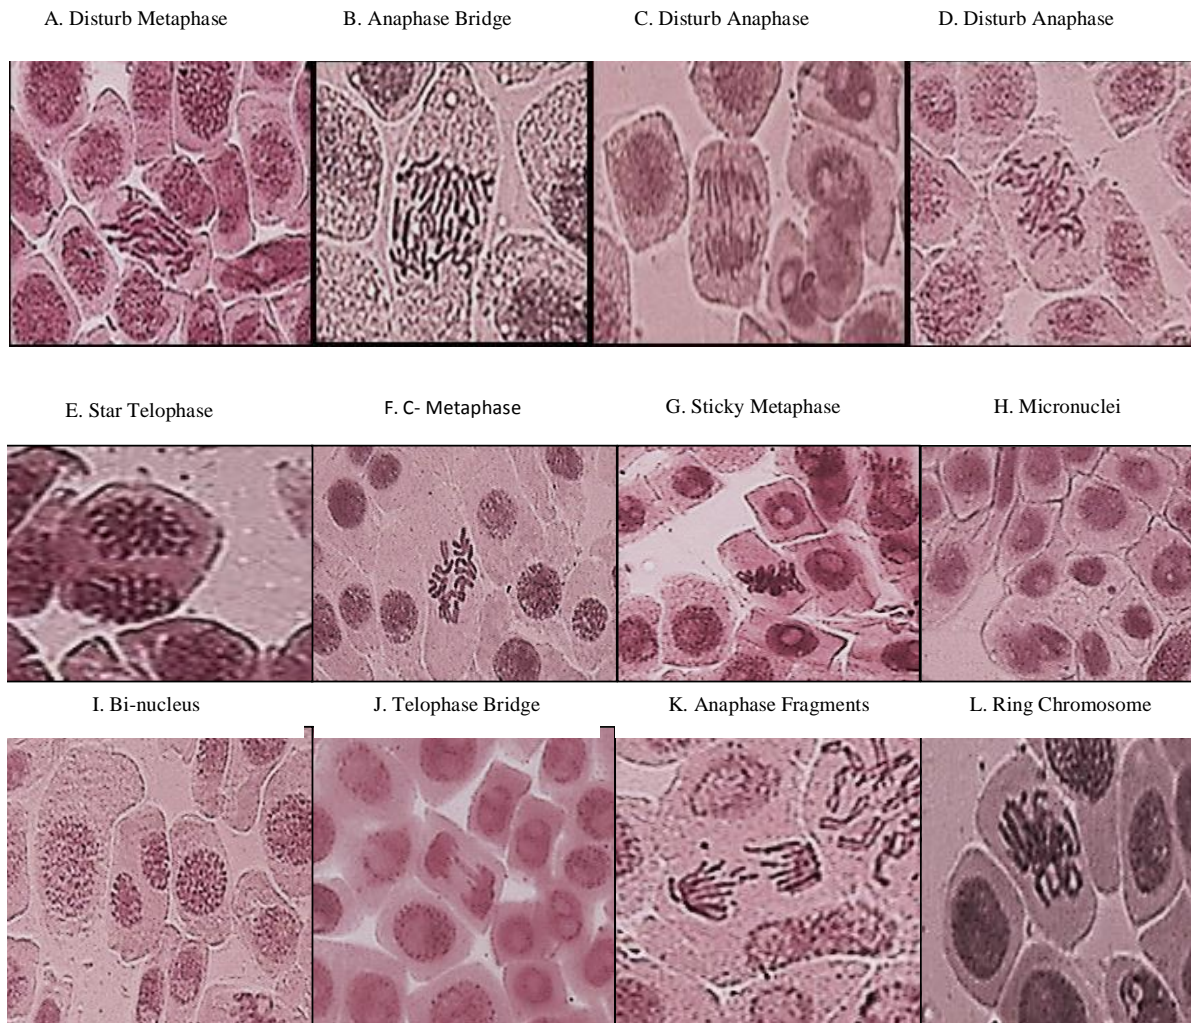 A. Disturb Metaphase
B. Anaphase Bridge
C. Disturb Anaphase
D. Disturb Anaphase
E. Star Telophase
F. C- Metaphase
G. Sticky Metaphase
H. Micronuclei
I. Bi-nucleus
J. Telophase Bridge
K. Anaphase Fragments
L. Ring Chromosome